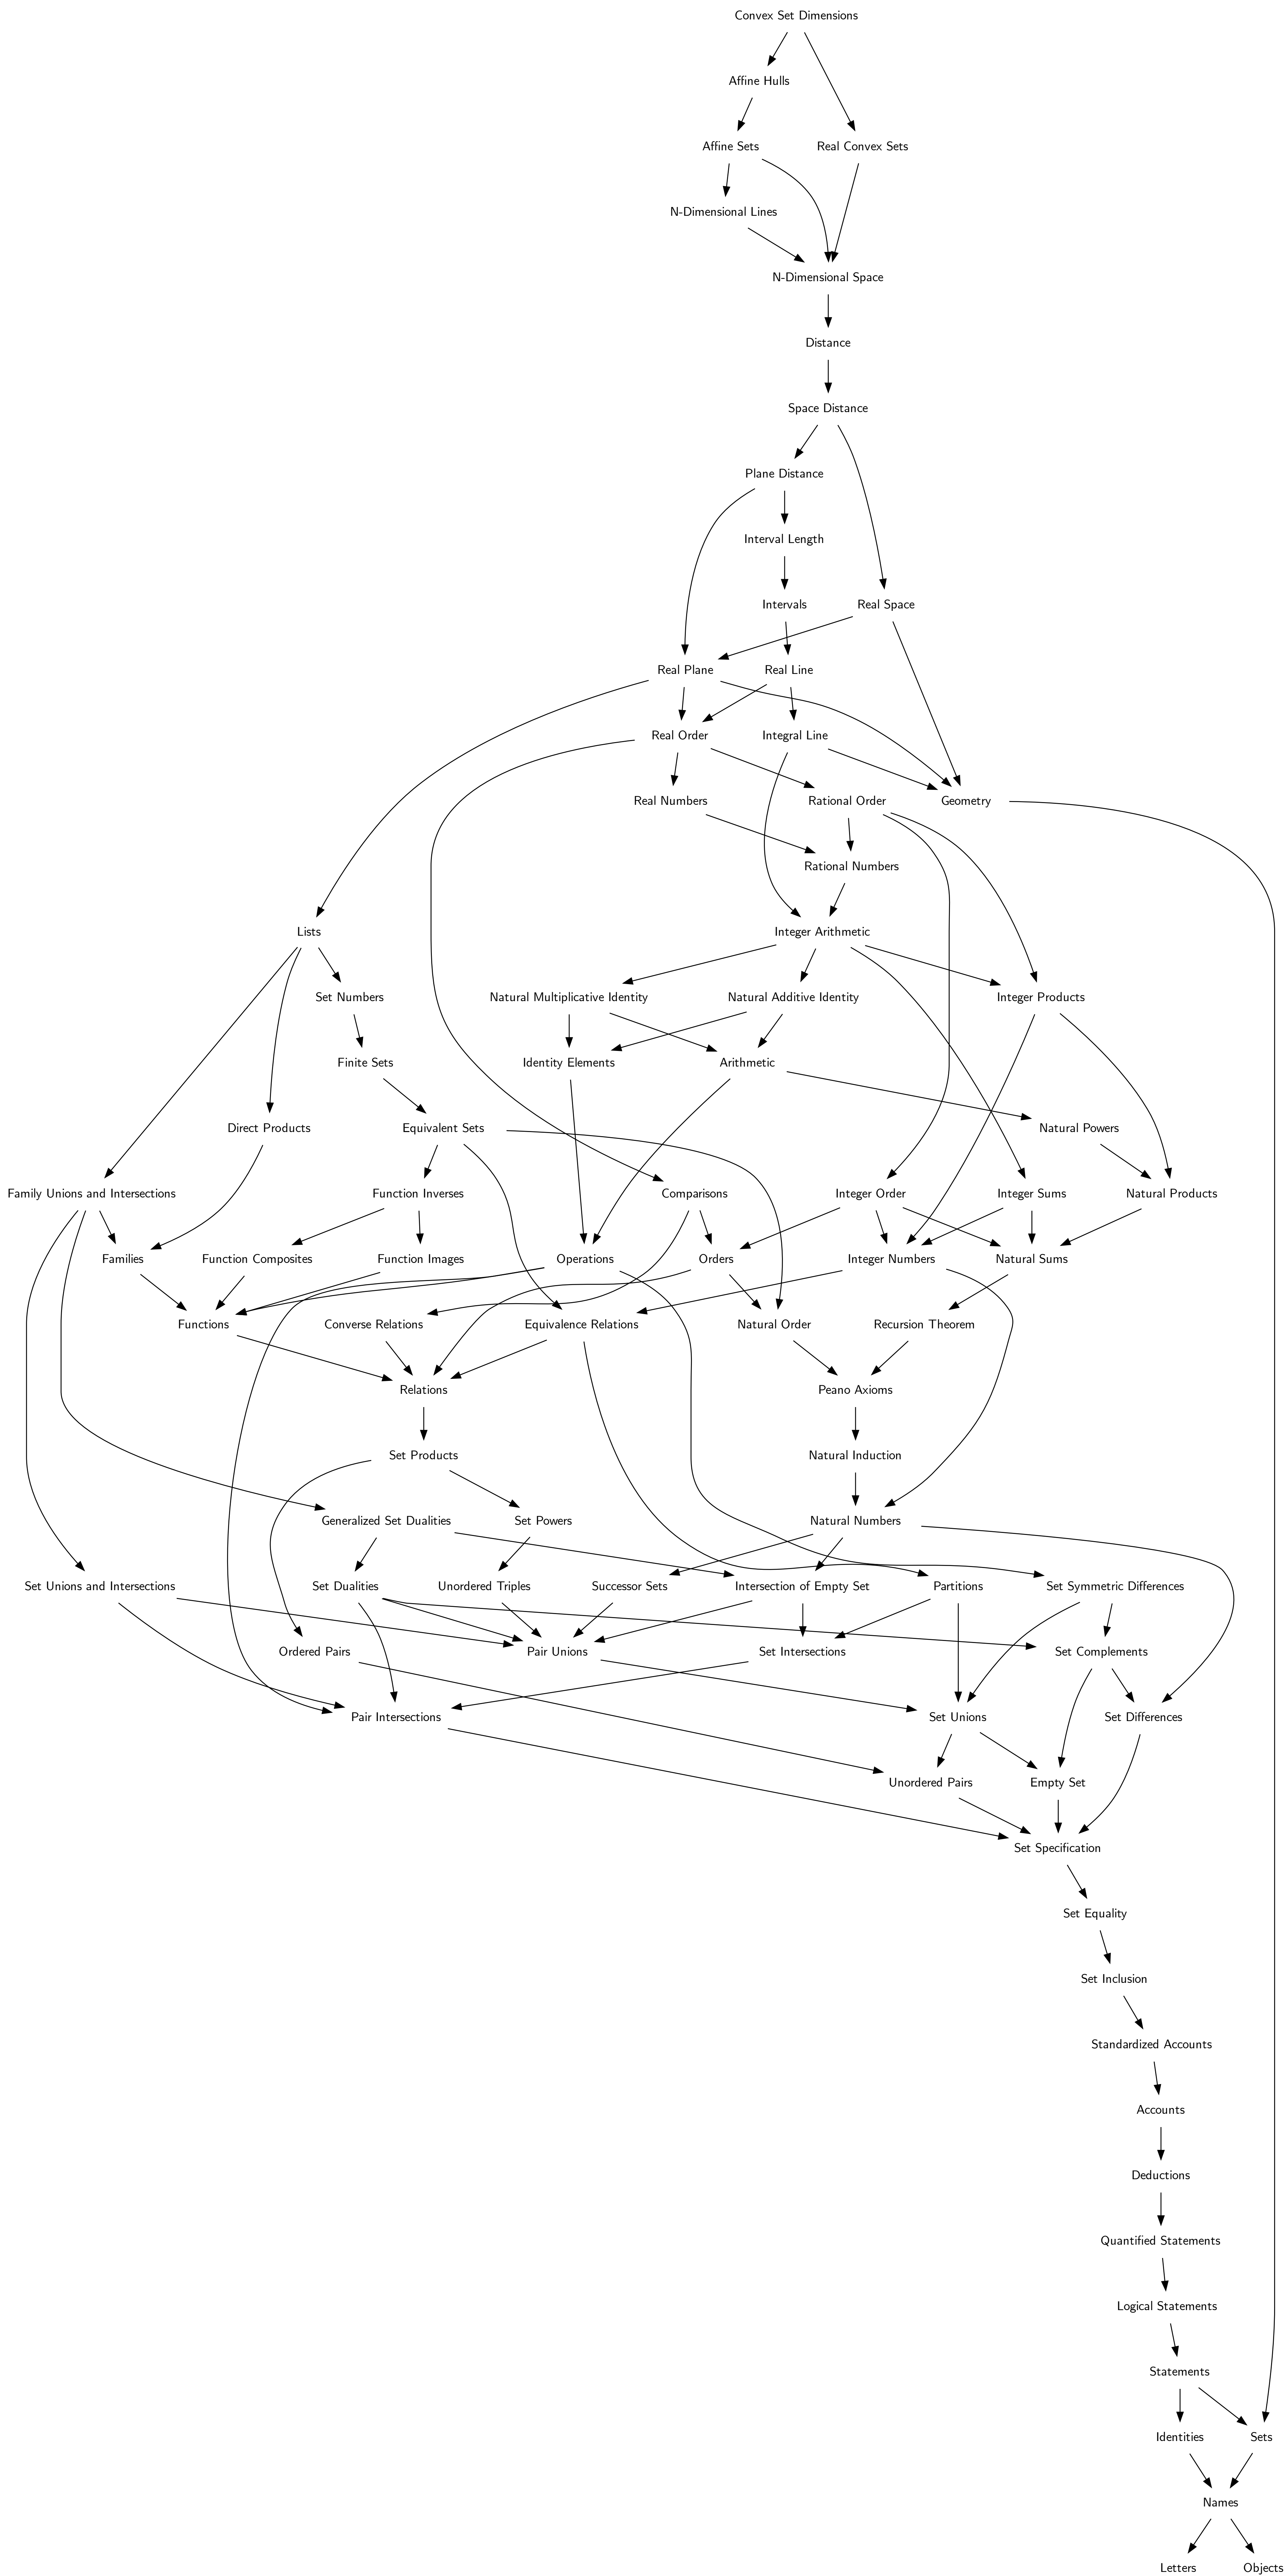 Convex Set Dimensions
Affine Hulls
Affine Sets
Real Convex Sets
N-Dimensional Lines
N-Dimensional Space
Distance
Space Distance
Plane Distance
Interval Length
Intervals
Real Space
Real Plane
Real Line
Real Order
Integral Line
Real Numbers
Rational Order
Geometry
Rational Numbers
Lists
Integer Arithmetic
Set Numbers
Natural Multiplicative Identity
Natural Additive Identity
Integer Products
Finite Sets
Identity Elements
Arithmetic
Direct Products
Equivalent Sets
Natural Powers
Family Unions and Intersections
Function Inverses
Comparisons
Integer Order
Integer Sums
Natural Products
Families
Function Composites
Function Images
Operations
Orders
Integer Numbers
Natural Sums
Functions
Converse Relations
Equivalence Relations
Natural Order
Recursion Theorem
Relations
Peano Axioms
Set Products
Natural Induction
Generalized Set Dualities
Set Powers
Natural Numbers
Set Unions and Intersections
Set Dualities
Unordered Triples
Successor Sets
Intersection of Empty Set
Partitions
Set Symmetric Differences
Ordered Pairs
Pair Unions
Set Intersections
Set Complements
Pair Intersections
Set Unions
Set Differences
Unordered Pairs
Empty Set
Set Specification
Set Equality
Set Inclusion
Standardized Accounts
Accounts
Deductions
Quantified Statements
Logical Statements
Statements
Identities
Sets
Names
Letters
Objects